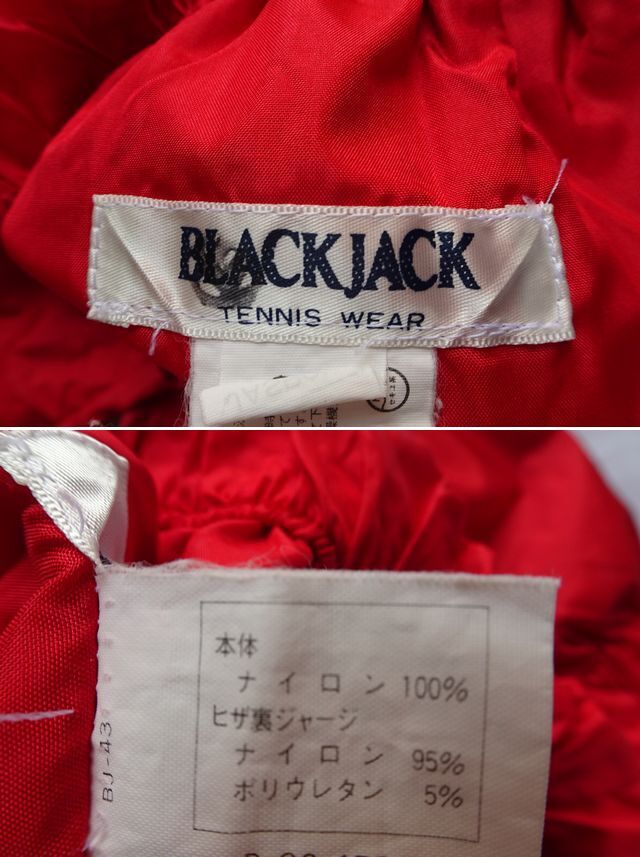 BLACKJACK
TENNIS WEAR
本体
ナイロン 100%
ヒザ裏ジャージ
ナイロン 95%
ポリウレタン 5%
BJ-43